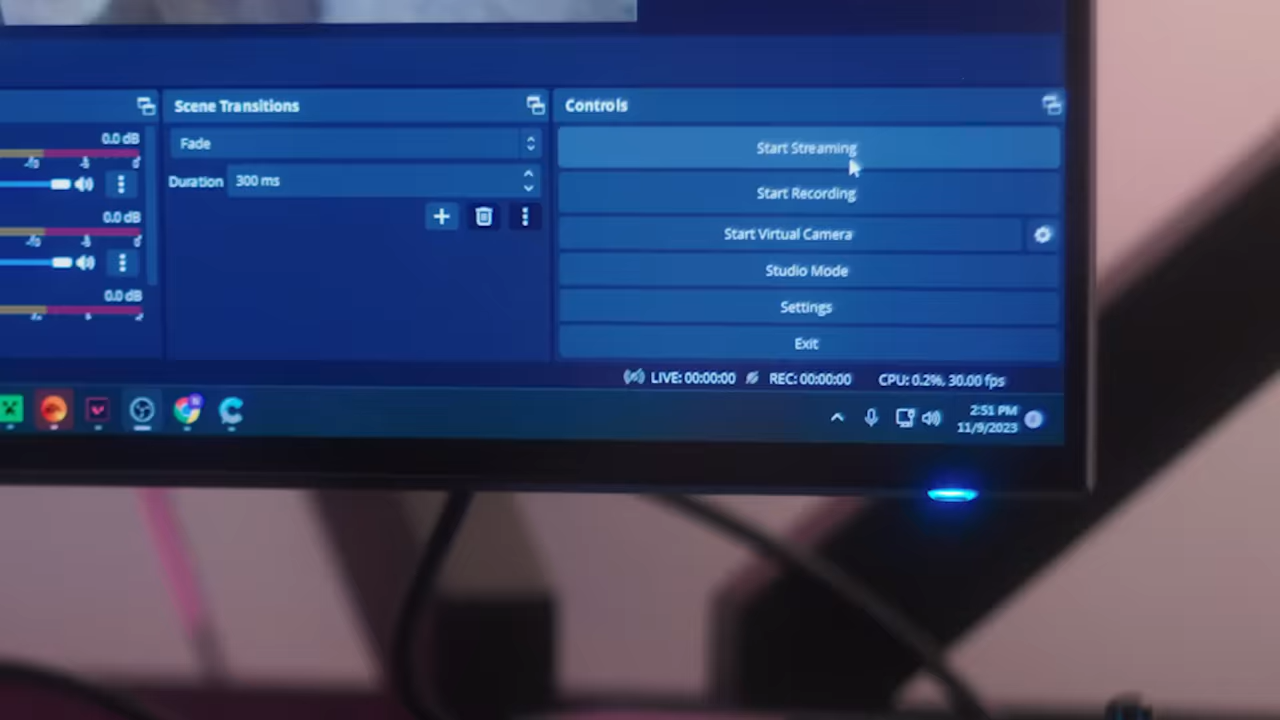 Scene Transitions
Controls
0.0 dB
Fade
Start Streaming
Duration
300 ms
Start Recording
0.0 dB
Start Virtual Camera
Studio Mode
0.0 dB
Settings
Exit
LIVE: 00:00:00
REC: 00:00:00
CPU: 0.2%, 30.00 fps
2:51 PM
11/9/2023